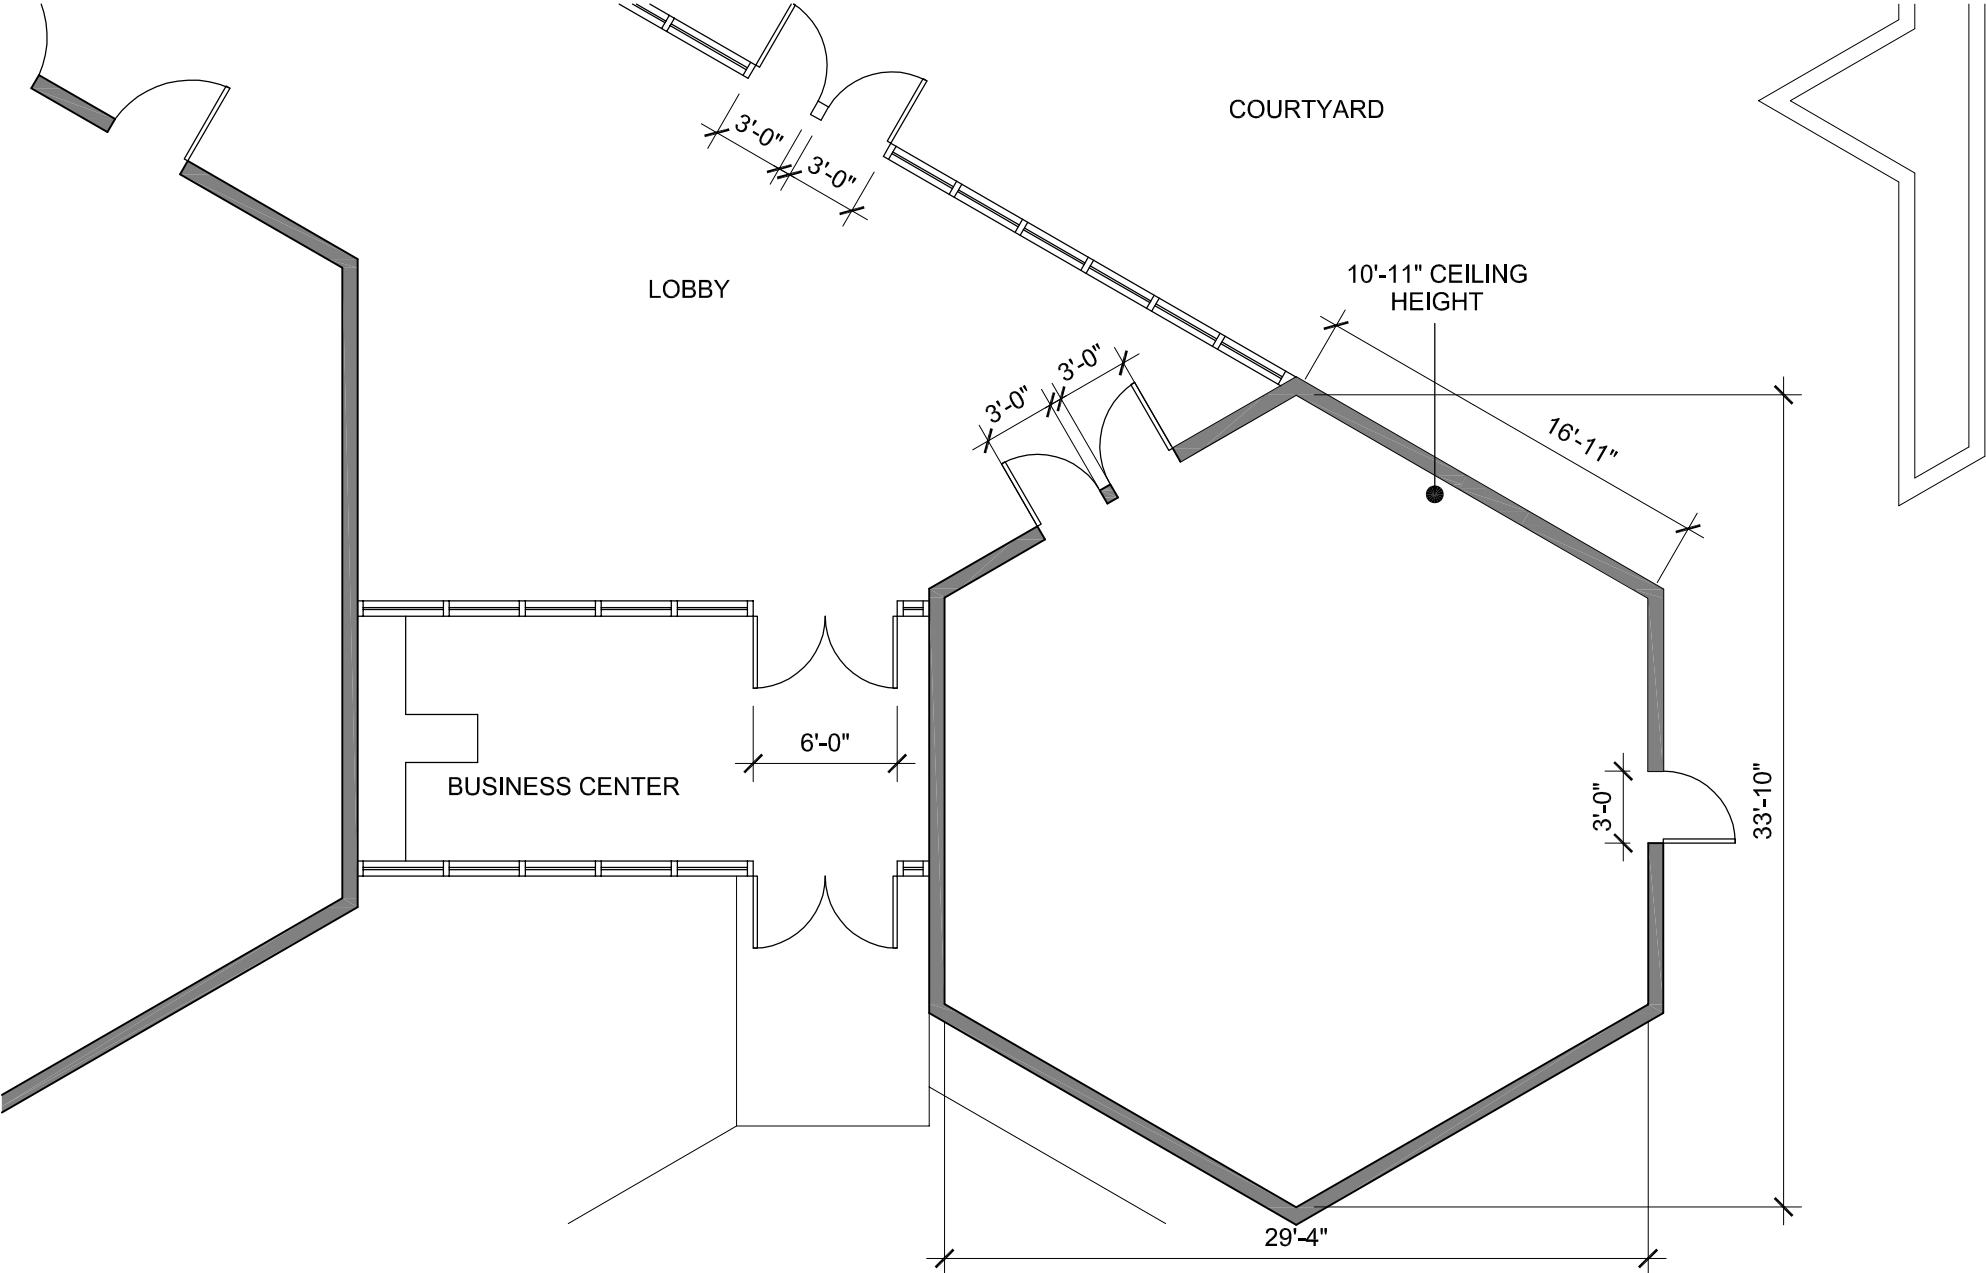 COURTYARD
3'-0"
3'-0"
LOBBY
10'-11" CEILING
HEIGHT
3'-0"
3'-0"
16'-11"
6'-0"
BUSINESS CENTER
3'-0"
33'-10"
29'-4"